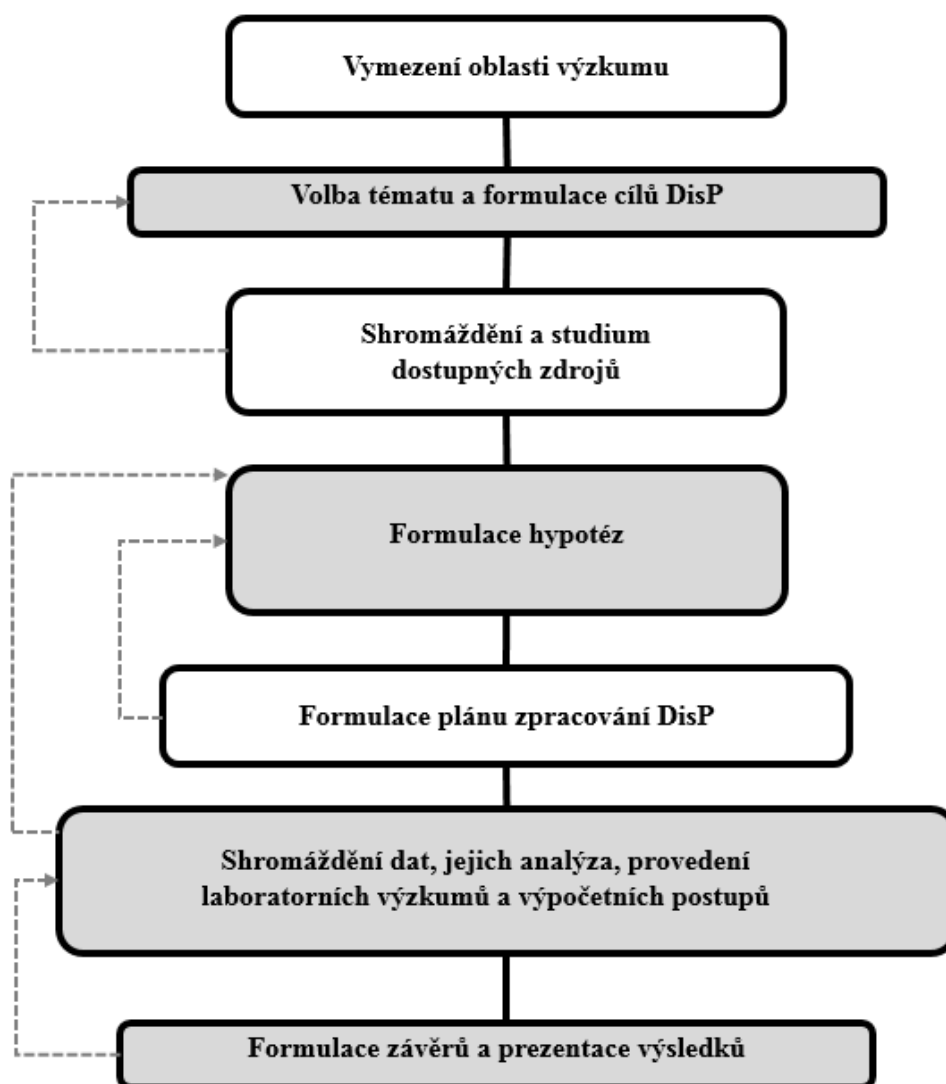 Vymezení oblasti výzkumu
Volba tématu a formulace cílů DisP
Shromáždění a studium
dostupných zdrojů
Formulace hypotéz
Formulace plánu zpracování DisP
Shromáždění dat, jejich analýza, provedení
laboratorních výzkumů a výpočetních postupů
Formulace závěrů a prezentace výsledků